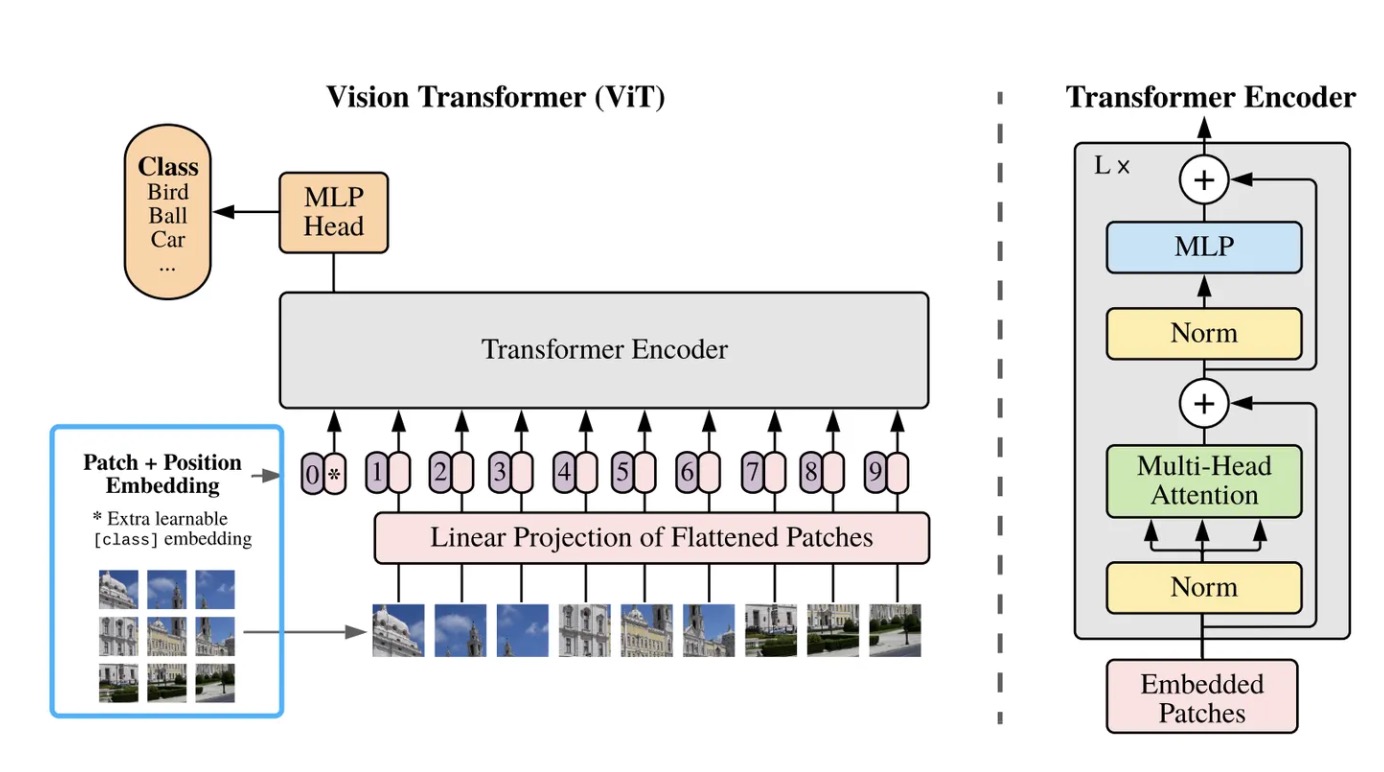 Vision Transformer (ViT)
Class
Bird
Ball
Car
...
MLP
Head
Transformer Encoder
Patch + Position
Embedding
* Extra learnable
[class] embedding
0 * 1 2 3 4 5 6 7 8 9
Linear Projection of Flattened Patches
Transformer Encoder
L ×
+
MLP
Norm
+
Multi-Head
Attention
Norm
Embedded
Patches